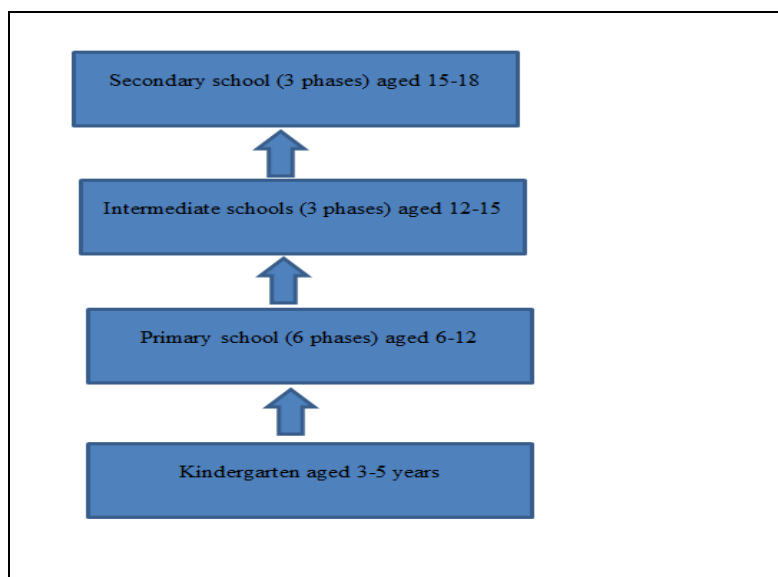 Secondary school (3 phases) aged 15-18
Intermediate schools (3 phases) aged 12-15
Primary school (6 phases) aged 6-12
Kindergarten aged 3-5 years